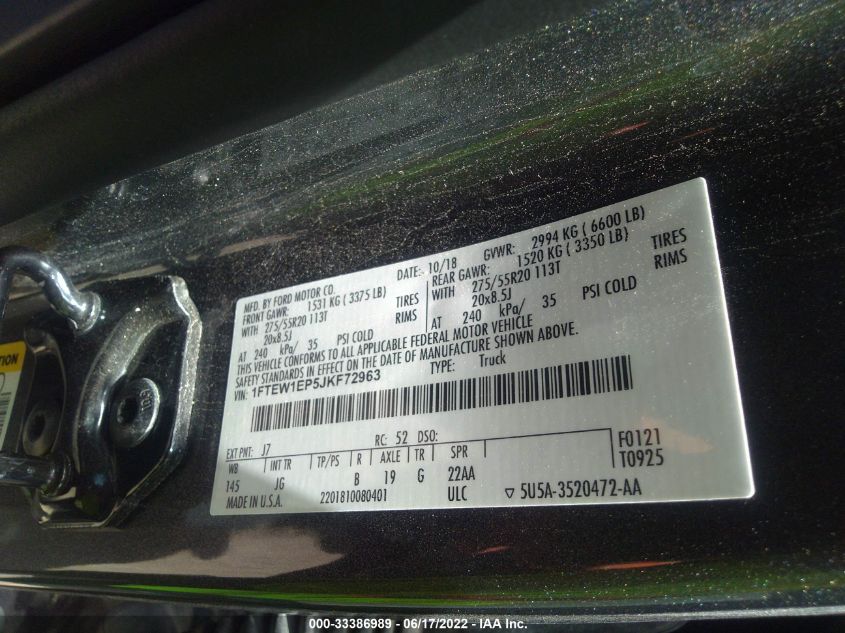 MFD. BY FORD MOTOR CO. DATE: 10/18 GVWR: 2994 KG ( 6600 LB)
FRONT GAWR: 1531 KG ( 3375 LB) REAR GAWR: 1520 KG ( 3350 LB)
WITH 275/55R20 113T TIRES WITH 275/55R20 113T TIRES
20x8.5J RIMS 20x8.5J RIMS
AT 240 kPa/ 35 PSI COLD AT 240 kPa/ 35 PSI COLD
THIS VEHICLE CONFORMS TO ALL APPLICABLE FEDERAL MOTOR VEHICLE
SAFETY STANDARDS IN EFFECT ON THE DATE OF MANUFACTURE SHOWN ABOVE.
VIN: 1FTEW1EP5JKF72963 TYPE: Truck
EXT PNT: J7 RC: 52 DSO: F0121
WB INT TR TP/PS R AXLE TR SPR T0925
145 JG B 19 G 22AA
MADE IN U.S.A. 2201810080401 ULC ▽ 5U5A-3520472-AA
000-33386989 - 06/17/2022 - IAA Inc.